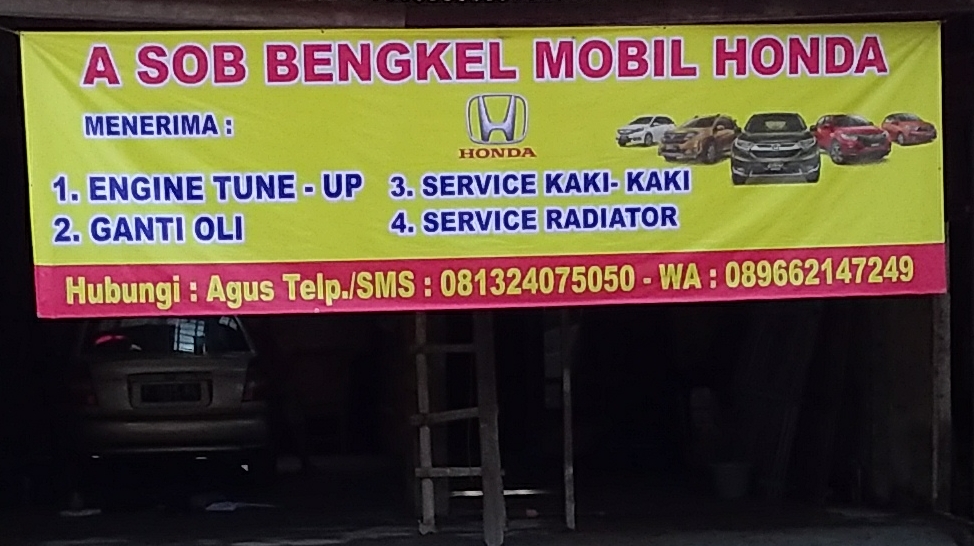 A SOB BENGKEL MOBIL HONDA
MENERIMA :
HONDA
1. ENGINE TUNE - UP
2. GANTI OLI
3. SERVICE KAKI- KAKI
4. SERVICE RADIATOR
Hubungi : Agus Telp./SMS : 081324075050 - WA : 089662147249